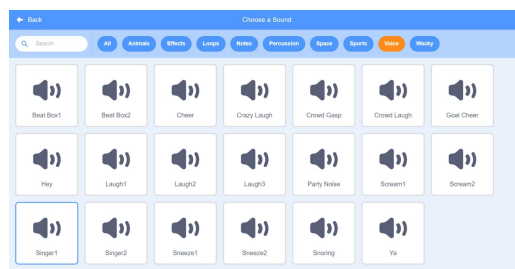 Back Choose a Sound
Search All Animals Effects Loops Notes Percussion Space Sports Voice Wacky
Beat Box1 Beat Box2 Cheer Crazy Laugh Crowd Gasp Crowd Laugh Goal Cheer
Hey Laugh1 Laugh2 Laugh3 Party Noise Scream1 Scream2
Singer1 Singer2 Sneeze1 Sneeze2 Snoring Ya